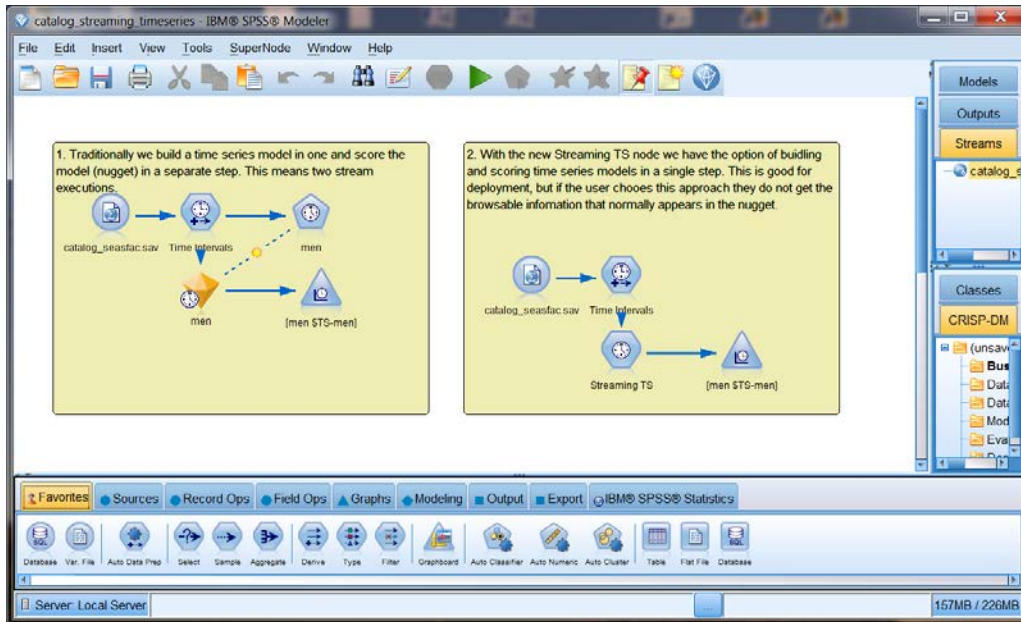 catalog_streaming_timeseries - IBM® SPSS® Modeler
File Edit Insert View Tools SuperNode Window Help
1. Traditionally we build a time series model in one and score the
model (nugget) in a separate step. This means two stream
executions.
catalog_seasfac.sav Time Intervals men
men [men $TS-men]
2. With the new Streaming TS node we have the option of buidling
and scoring time series models in a single step. This is good for
deployment, but if the user chooes this approach they do not get the
browsable infomation that normally appears in the nugget.
catalog_seasfac.sav Time Intervals
Streaming TS [men $TS-men]
Models
Outputs
Streams
catalog_s
Classes
CRISP-DM
(unsav
Bus
Data
Data
Mod
Eva
Favorites Sources Record Ops Field Ops Graphs Modeling Output Export IBM® SPSS® Statistics
Database Var. File Auto Data Prep Select Sample Aggregate Derive Type Filter Graphboard Auto Classifier Auto Numeric Auto Cluster Table Flat File Database
Server: Local Server ... 157MB / 226MB